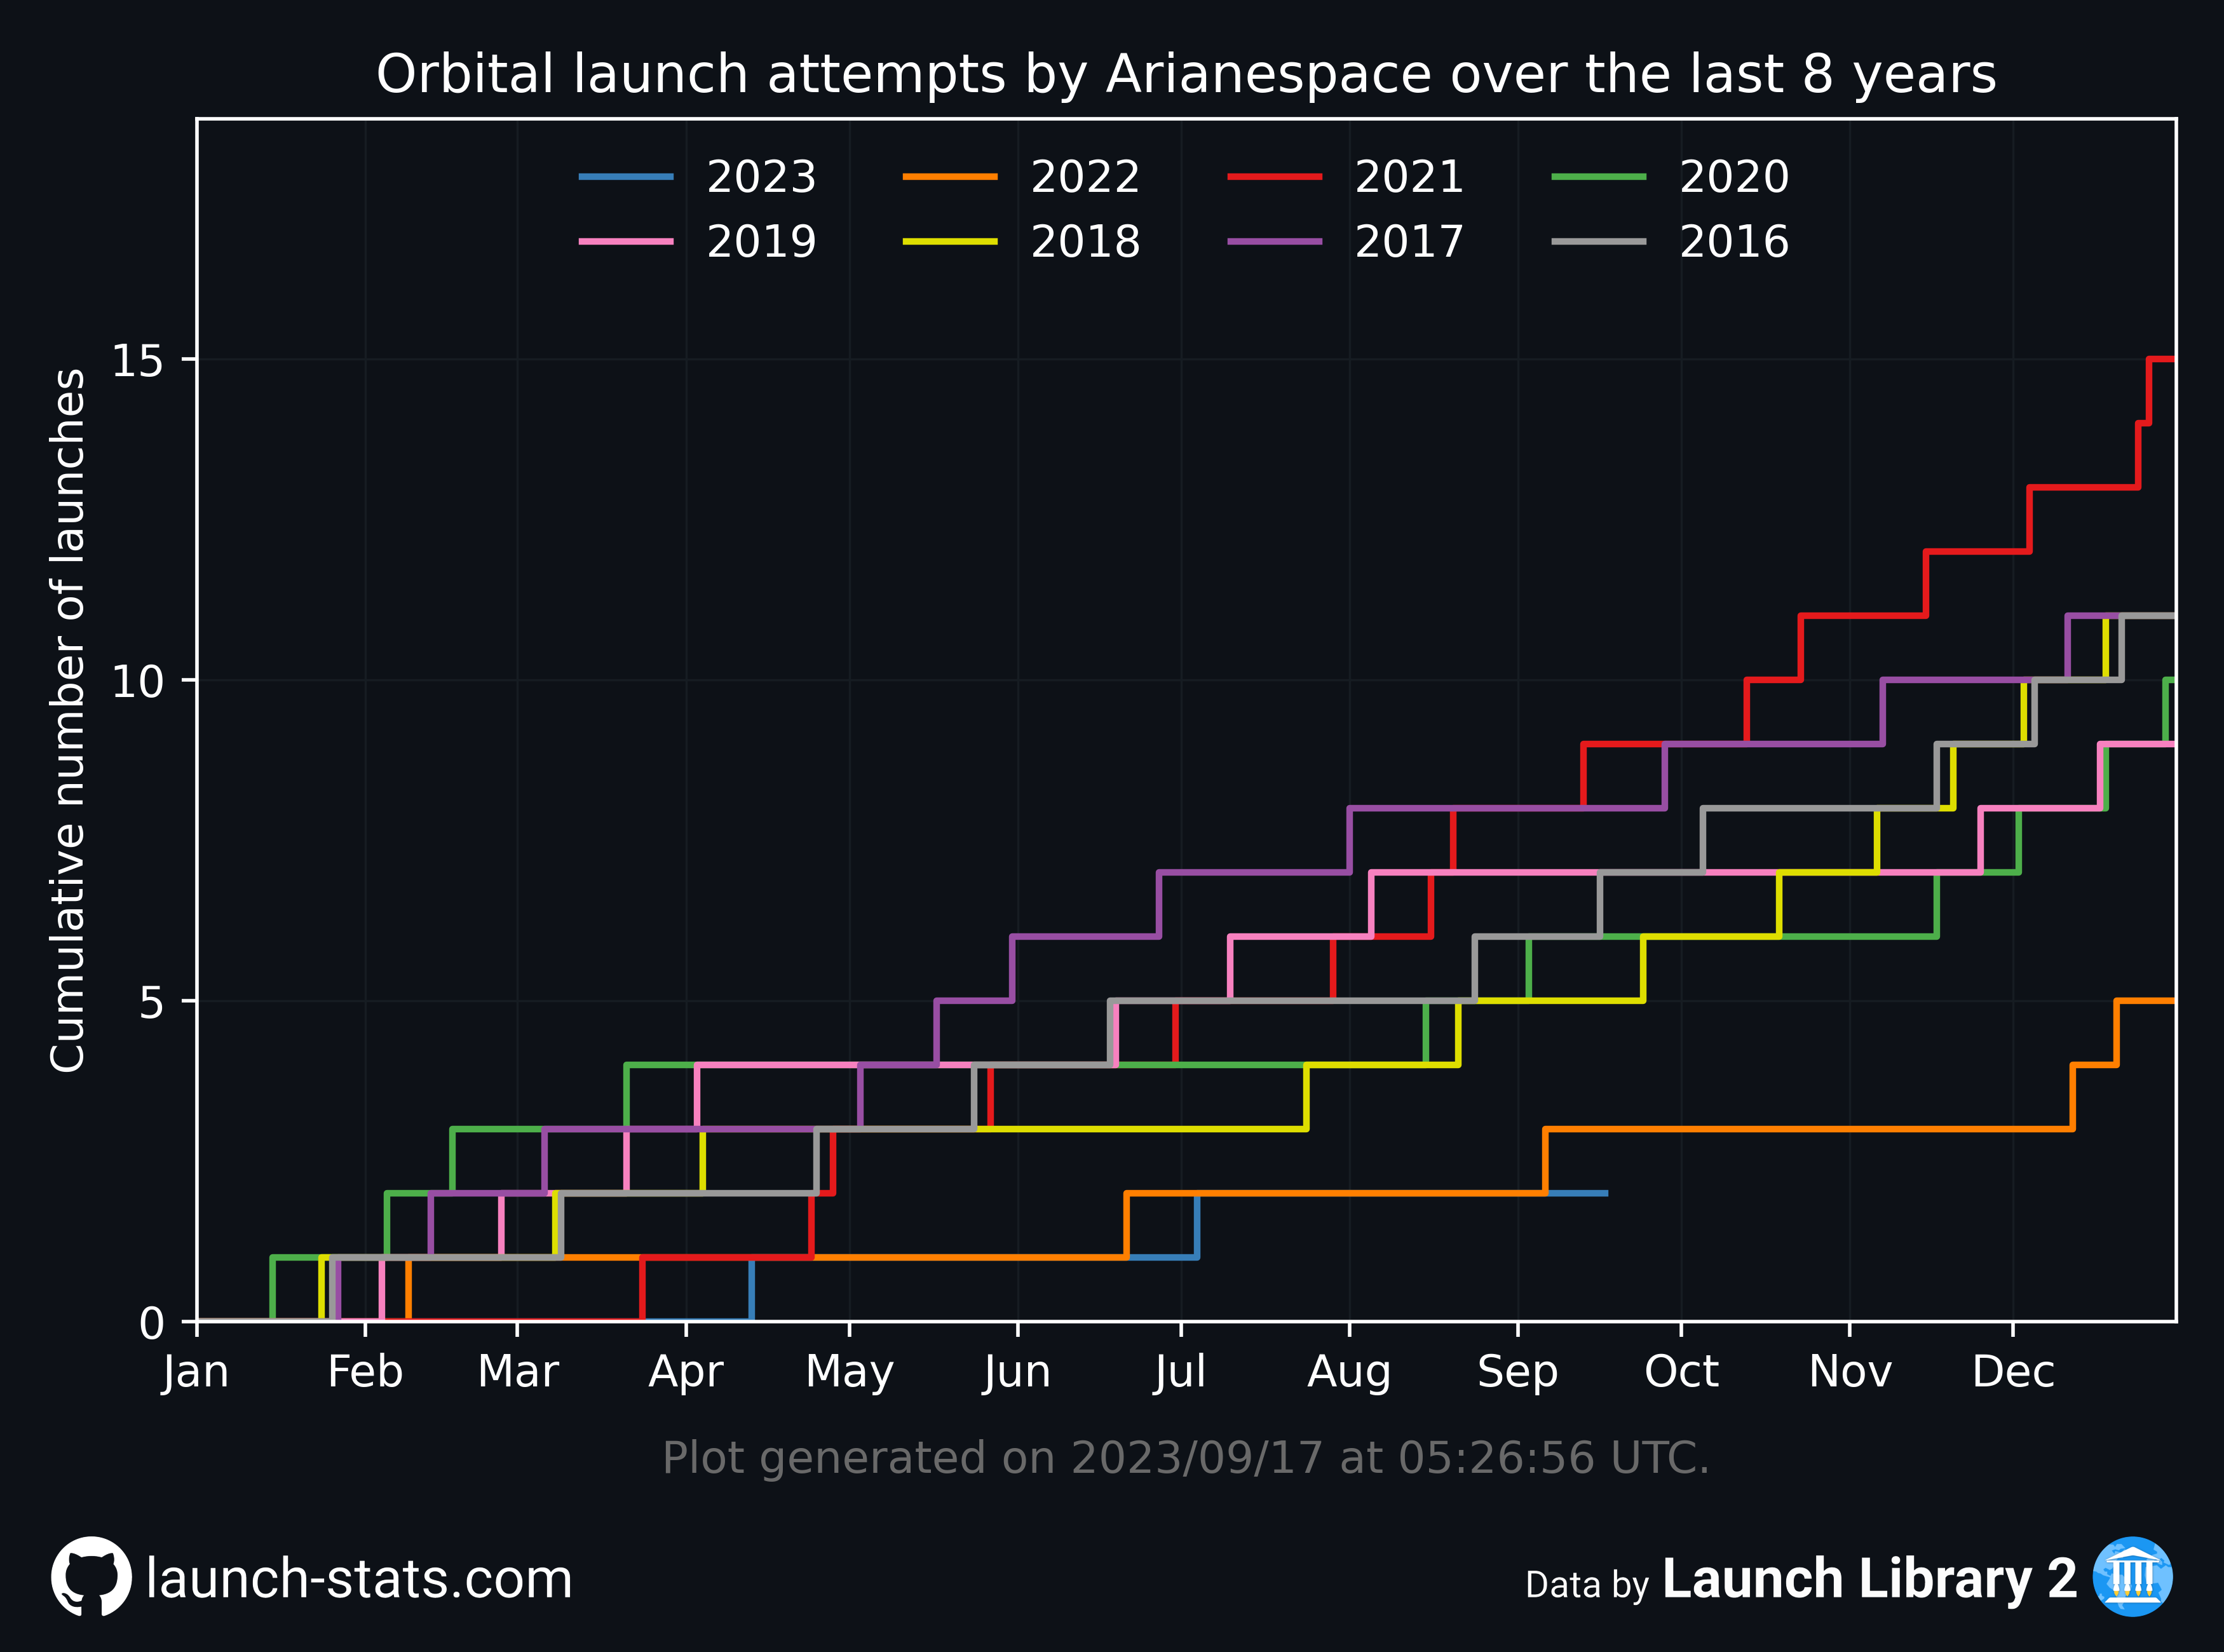 Orbital launch attempts by Arianespace over the last 8 years
2023 2022 2021 2020
2019 2018 2017 2016
Cumulative number of launches
15
10
5
0
Jan Feb Mar Apr May Jun Jul Aug Sep Oct Nov Dec
Plot generated on 2023/09/17 at 05:26:56 UTC.
launch-stats.com
Data by Launch Library 2